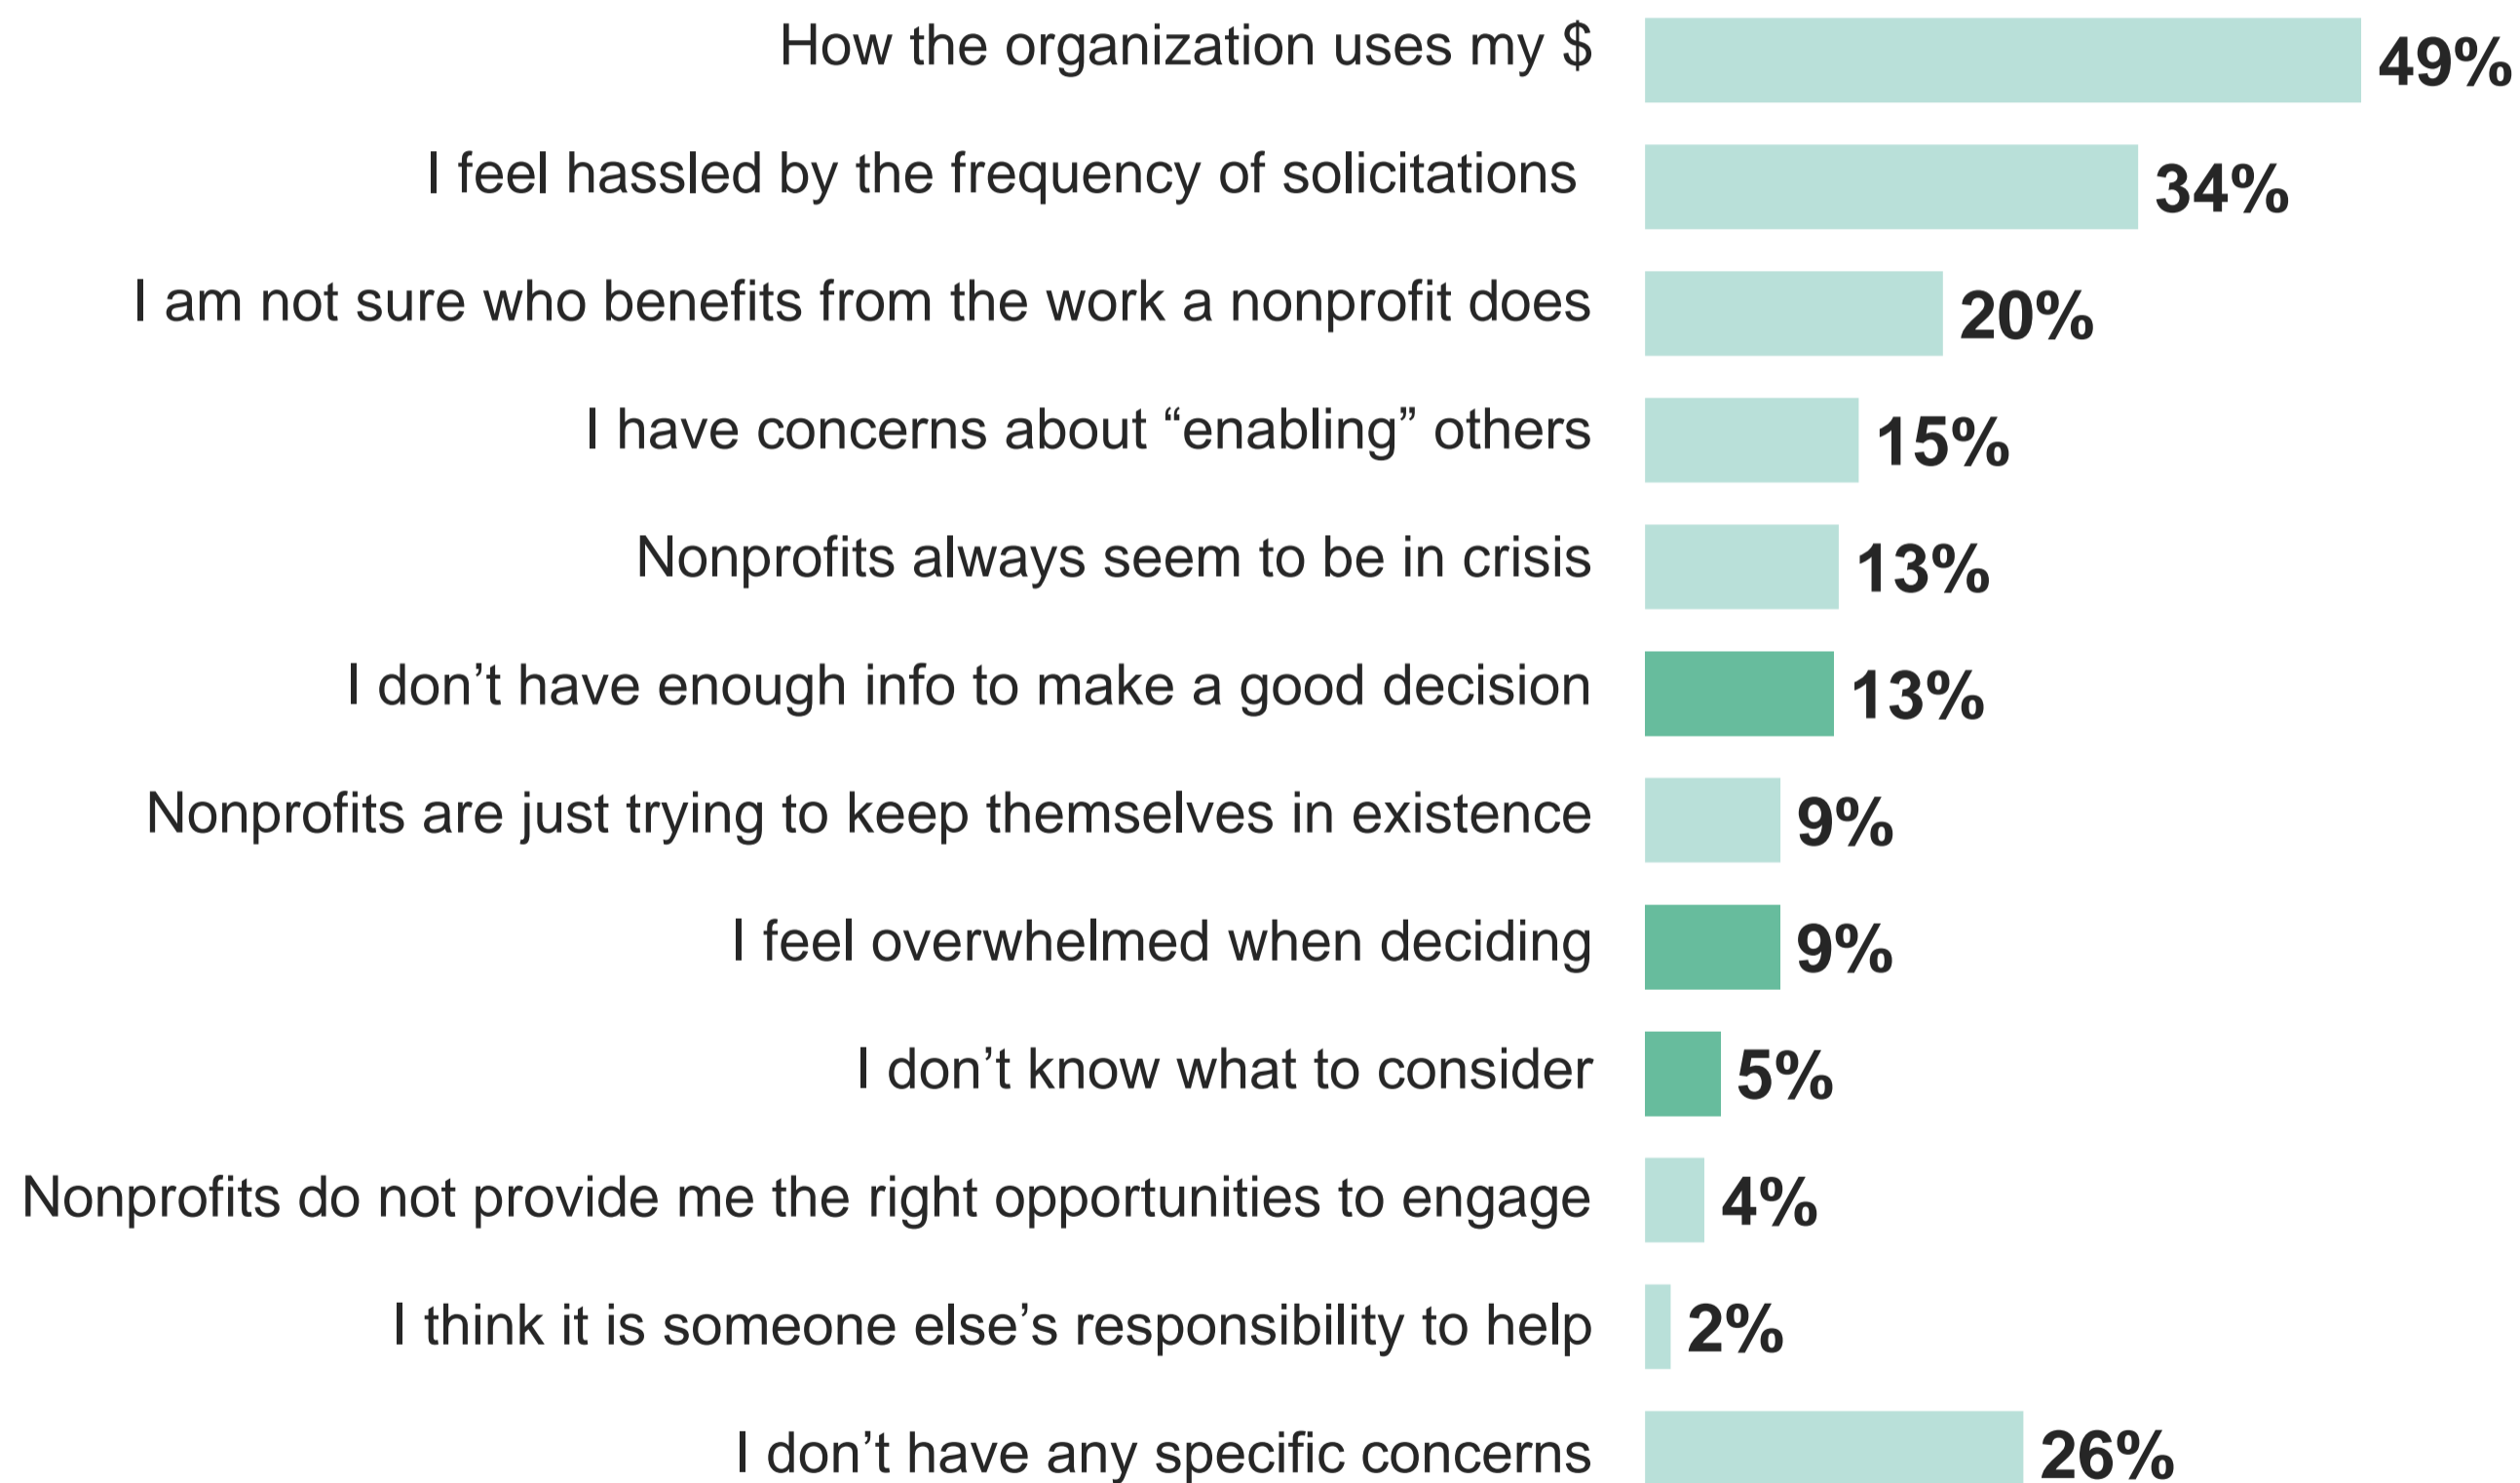 How the organization uses my $ 49%
I feel hassled by the frequency of solicitations 34%
I am not sure who benefits from the work a nonprofit does 20%
I have concerns about “enabling” others 15%
Nonprofits always seem to be in crisis 13%
I don’t have enough info to make a good decision 13%
Nonprofits are just trying to keep themselves in existence 9%
I feel overwhelmed when deciding 9%
I don’t know what to consider 5%
Nonprofits do not provide me the right opportunities to engage 4%
I think it is someone else’s responsibility to help 2%
I don’t have any specific concerns 26%